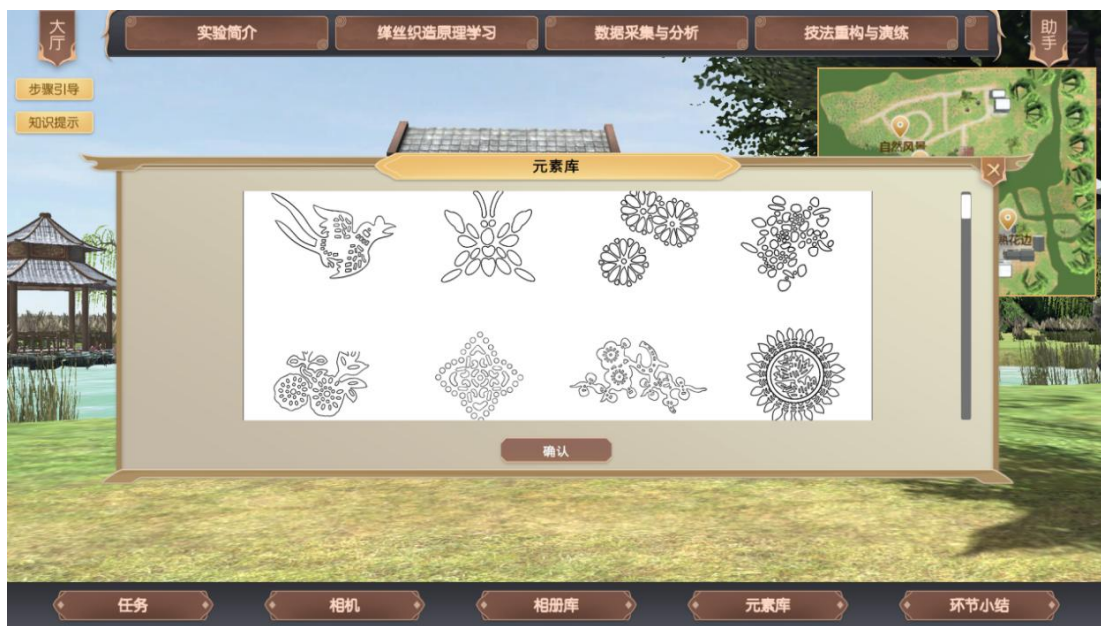 大厅
实验简介
缂丝织造原理学习
数据采集与分析
技法重构与演练
助手
步骤引导
知识提示
自然风景
元素库
花边
确认
任务
相机
相册库
元素库
环节小结